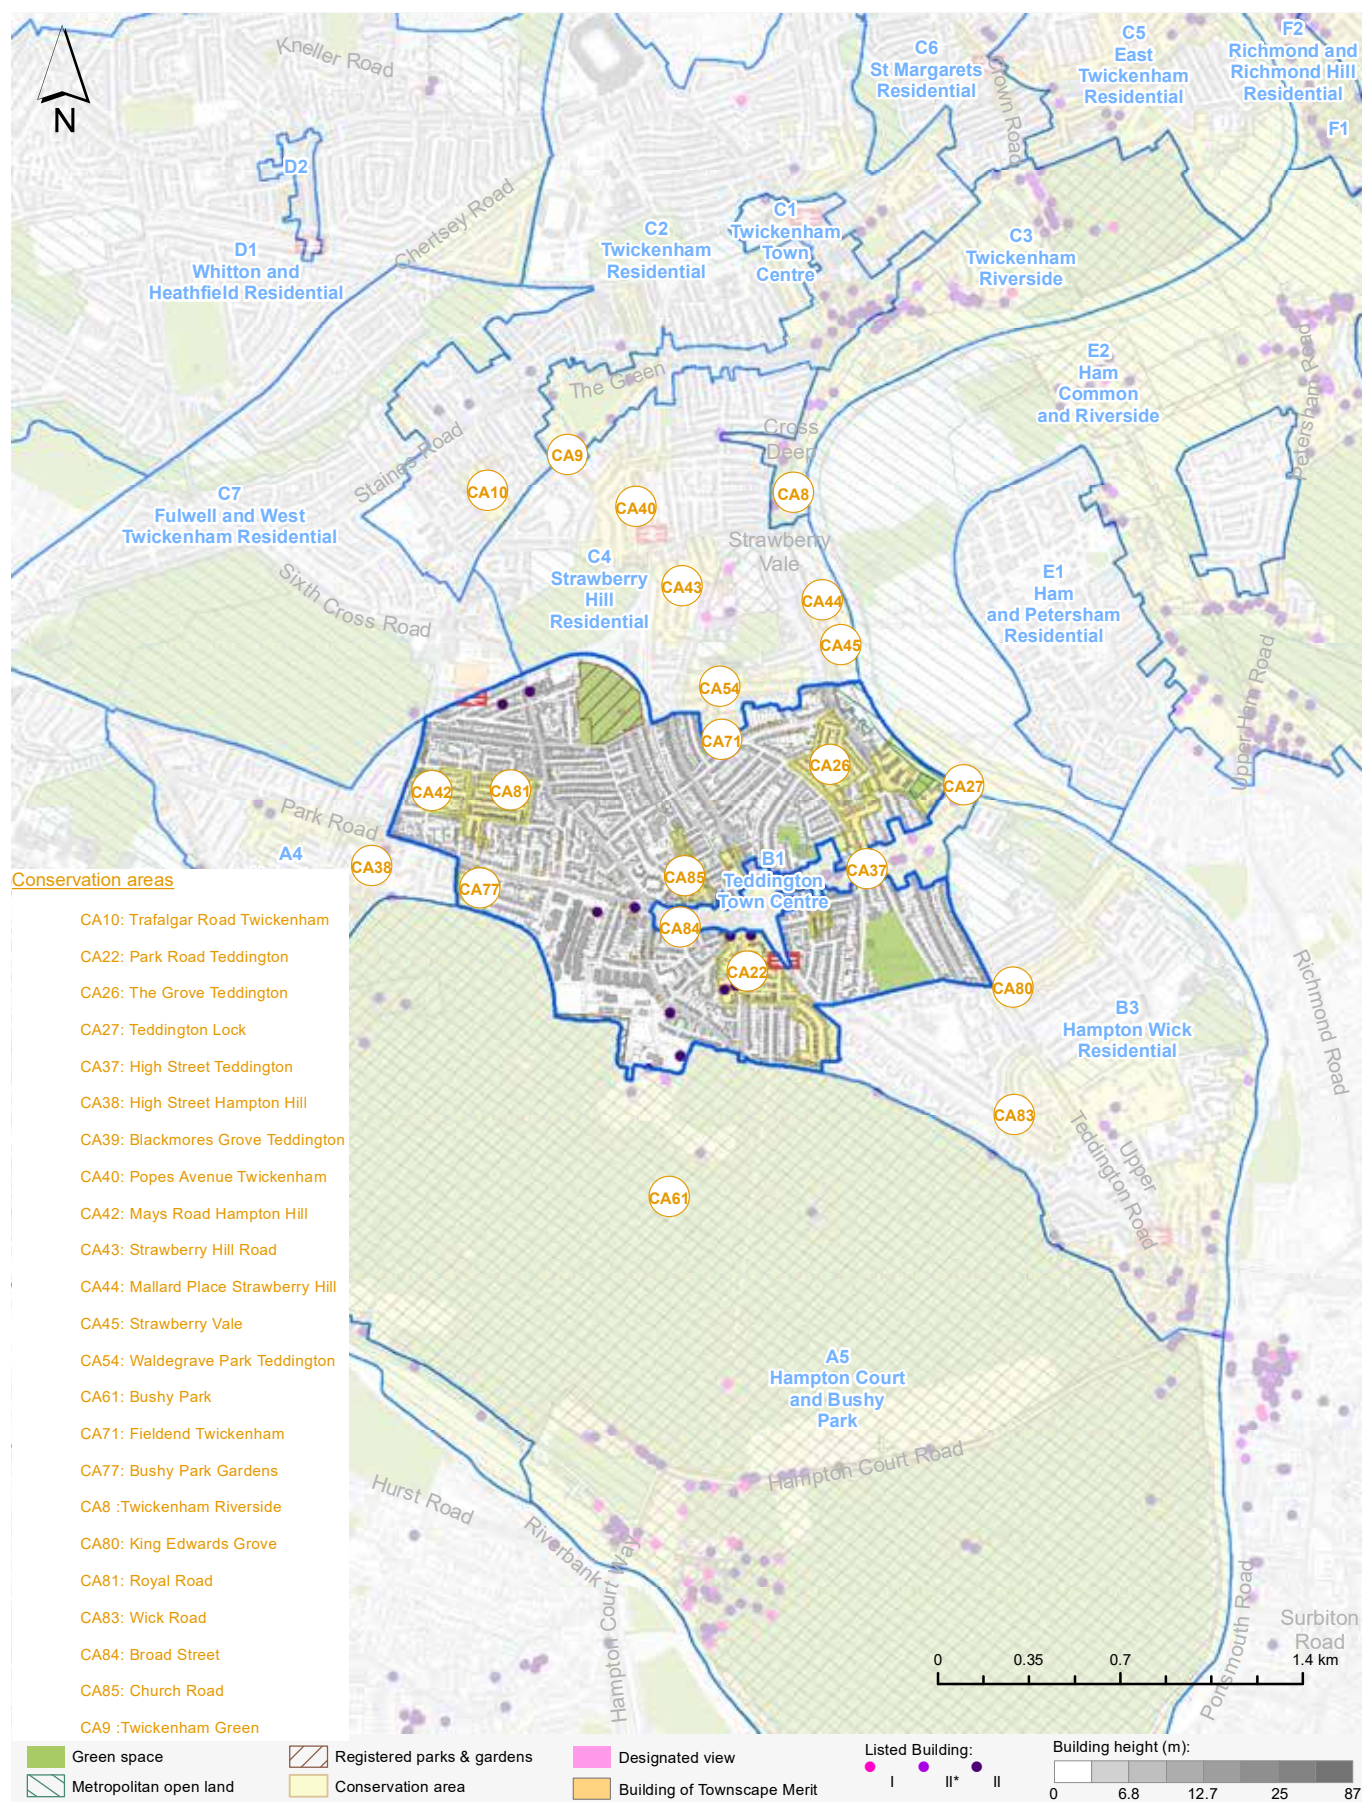 N
Kneller Road
C6
St Margarets
Residential
Crown Road
C5
East
Twickenham
Residential
F2
Richmond and
Richmond Hill
Residential
F1
D2
D1
Whitton and
Heathfield Residential
Chertsey Road
C2
Twickenham
Residential
C1
Twickenham
Town
Centre
C3
Twickenham
Riverside
E2
Ham
Common
and Riverside
Petersham Road
The Green
Cross
Deep
Staines Road
CA9
CA10
CA40
CA8
C7
Fulwell and West
Twickenham Residential
Strawberry
Vale
C4
Strawberry
Hill
Residential
CA43
CA44
CA45
E1
Ham
and Petersham
Residential
Sixth Cross Road
Upper Ham Road
CA54
CA71
CA26
CA27
CA42
CA81
Park Road
A4
CA38
CA77
CA85
B1
Teddington
Town Centre
CA37
CA84
CA22
CA80
B3
Hampton Wick
Residential
Richmond Road
CA83
Upper
Teddington Road
CA61
A5
Hampton Court
and Bushy
Park
Hampton Court Road
Hurst Road
Riverbank
Hampton Court Way
Portsmouth Road
Surbiton
Road
Conservation areas
CA10: Trafalgar Road Twickenham
CA22: Park Road Teddington
CA26: The Grove Teddington
CA27: Teddington Lock
CA37: High Street Teddington
CA38: High Street Hampton Hill
CA39: Blackmores Grove Teddington
CA40: Popes Avenue Twickenham
CA42: Mays Road Hampton Hill
CA43: Strawberry Hill Road
CA44: Mallard Place Strawberry Hill
CA45: Strawberry Vale
CA54: Waldegrave Park Teddington
CA61: Bushy Park
CA71: Fieldend Twickenham
CA77: Bushy Park Gardens
CA8 :Twickenham Riverside
CA80: King Edwards Grove
CA81: Royal Road
CA83: Wick Road
CA84: Broad Street
CA85: Church Road
CA9 :Twickenham Green
0 0.35 0.7 1.4 km
Green space
Metropolitan open land
Registered parks & gardens
Conservation area
Designated view
Building of Townscape Merit
Listed Building:
I II* II
Building height (m):
0 6.8 12.7 25 87